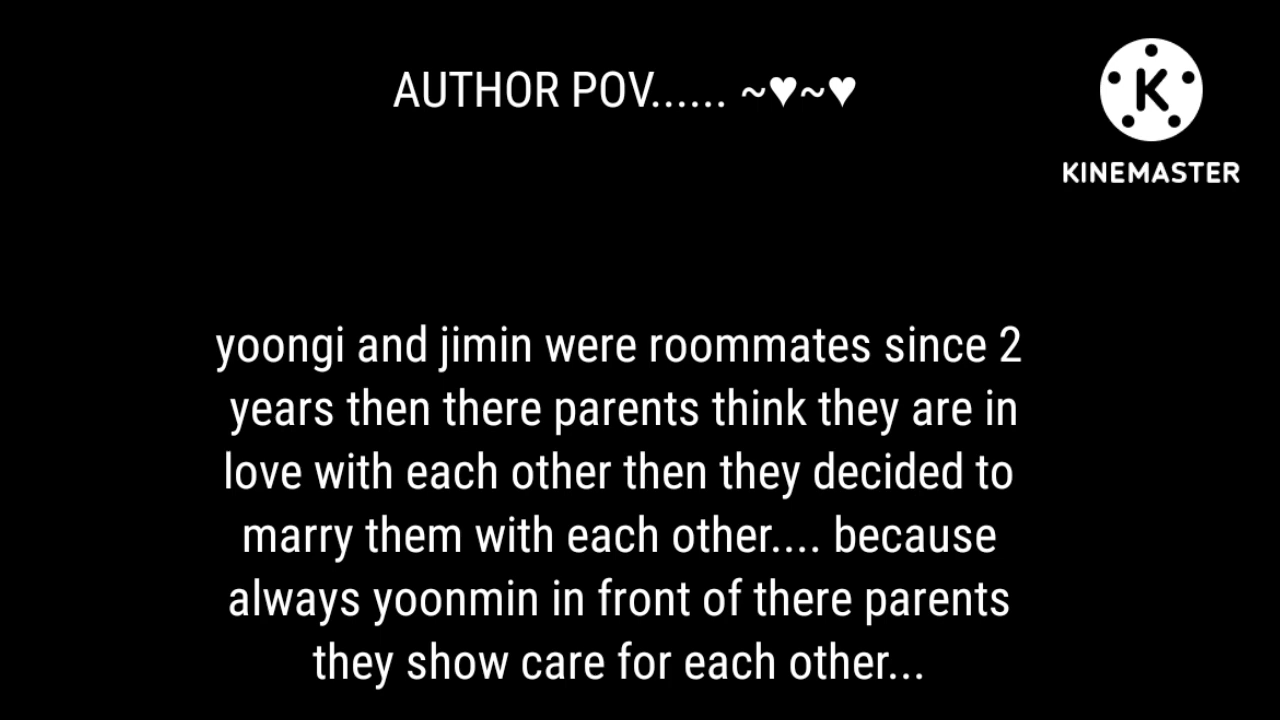 AUTHOR POV...... ~♥~♥
K
KINEMASTER
yoongi and jimin were roommates since 2
years then there parents think they are in
love with each other then they decided to
marry them with each other.... because
always yoonmin in front of there parents
they show care for each other...